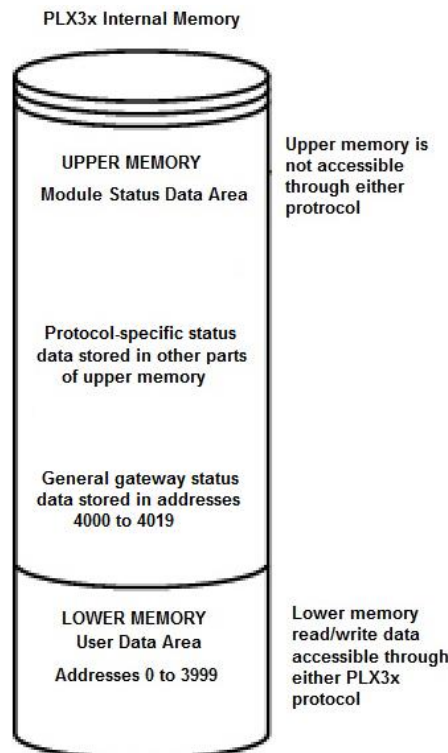 PLX3x Internal Memory
UPPER MEMORY
Module Status Data Area
Upper memory is
not accessible
through either
protrocol
Protocol-specific status
data stored in other parts
of upper memory
General gateway status
data stored in addresses
4000 to 4019
LOWER MEMORY
User Data Area
Addresses 0 to 3999
Lower memory
read/write data
accessible through
either PLX3x
protocol